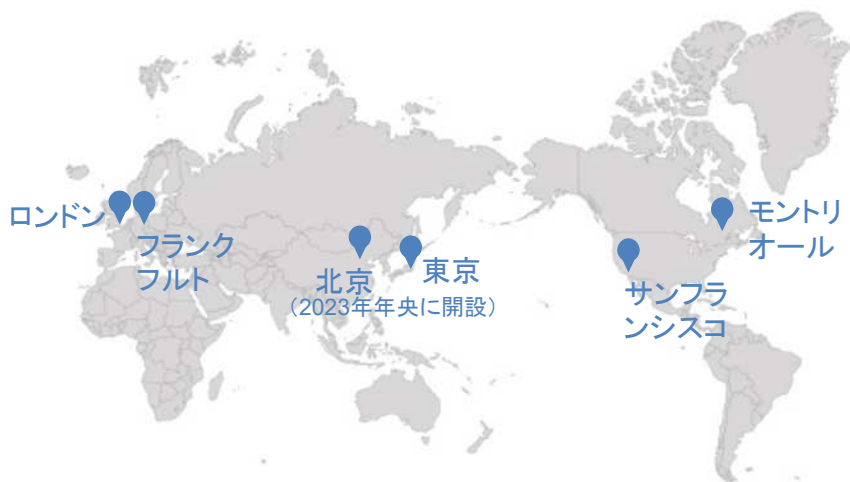 ロンドン
フランク
フルト
北京
（2023年年央に開設）
東京
サンフラ
ンシスコ
モントリ
オール